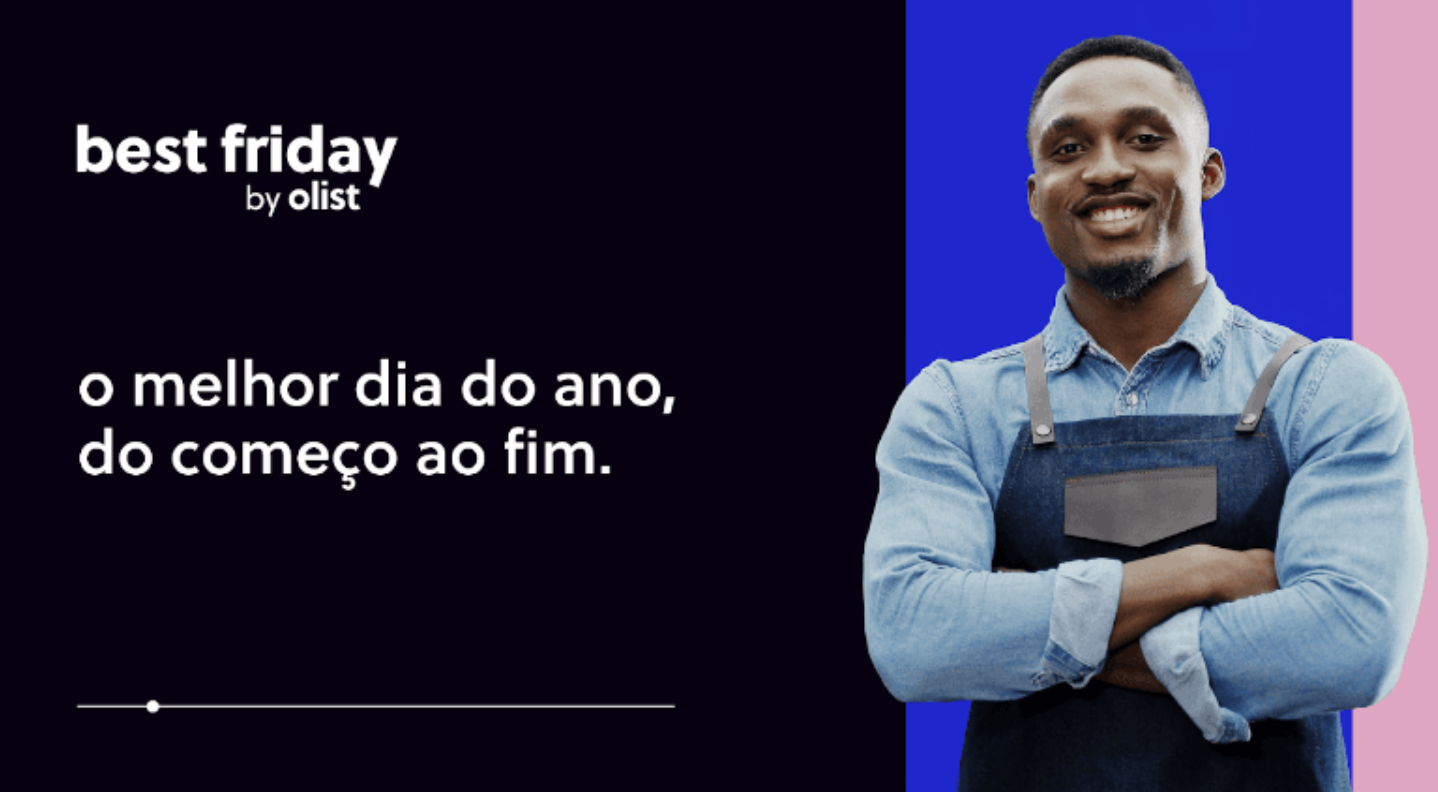 best friday
by olist
o melhor dia do ano,
do começo ao fim.